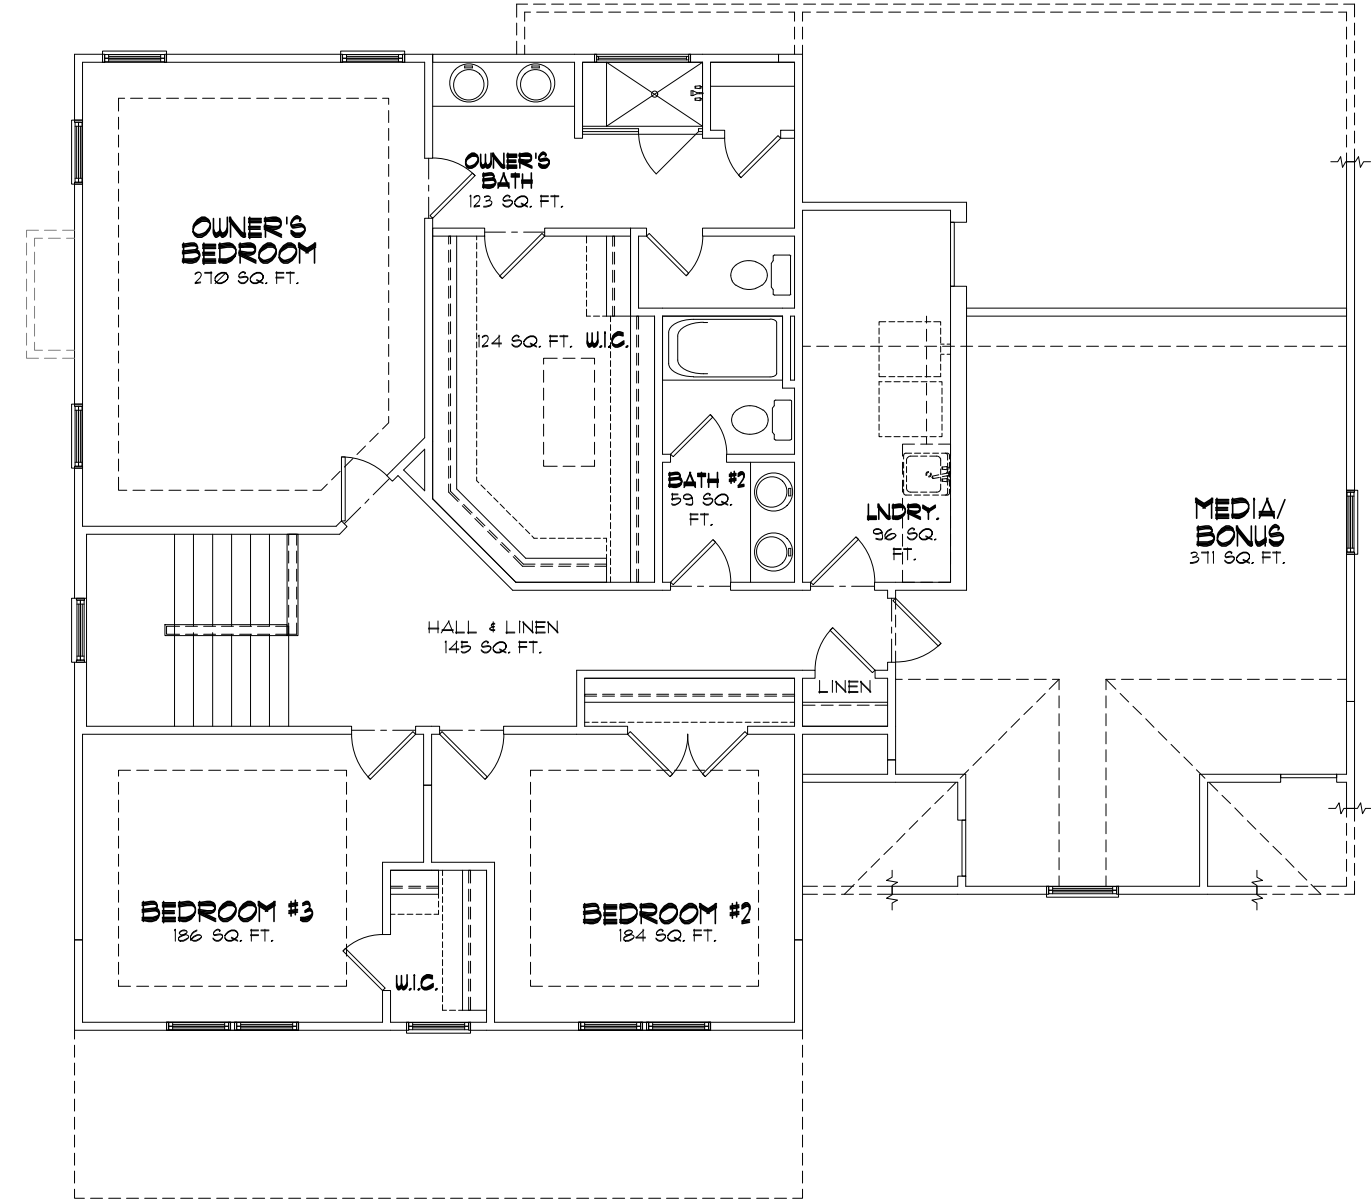 OWNER'S
BATH
123 SQ. FT.
OWNER'S
BEDROOM
270 SQ. FT.
124 SQ. FT. W.I.C.
BATH #2
59 SQ.
FT.
LNDRY.
96 SQ.
FT.
MEDIA/
BONUS
371 SQ. FT.
HALL & LINEN
145 SQ. FT.
LINEN
BEDROOM #3
186 SQ. FT.
W.I.C.
BEDROOM #2
184 SQ. FT.